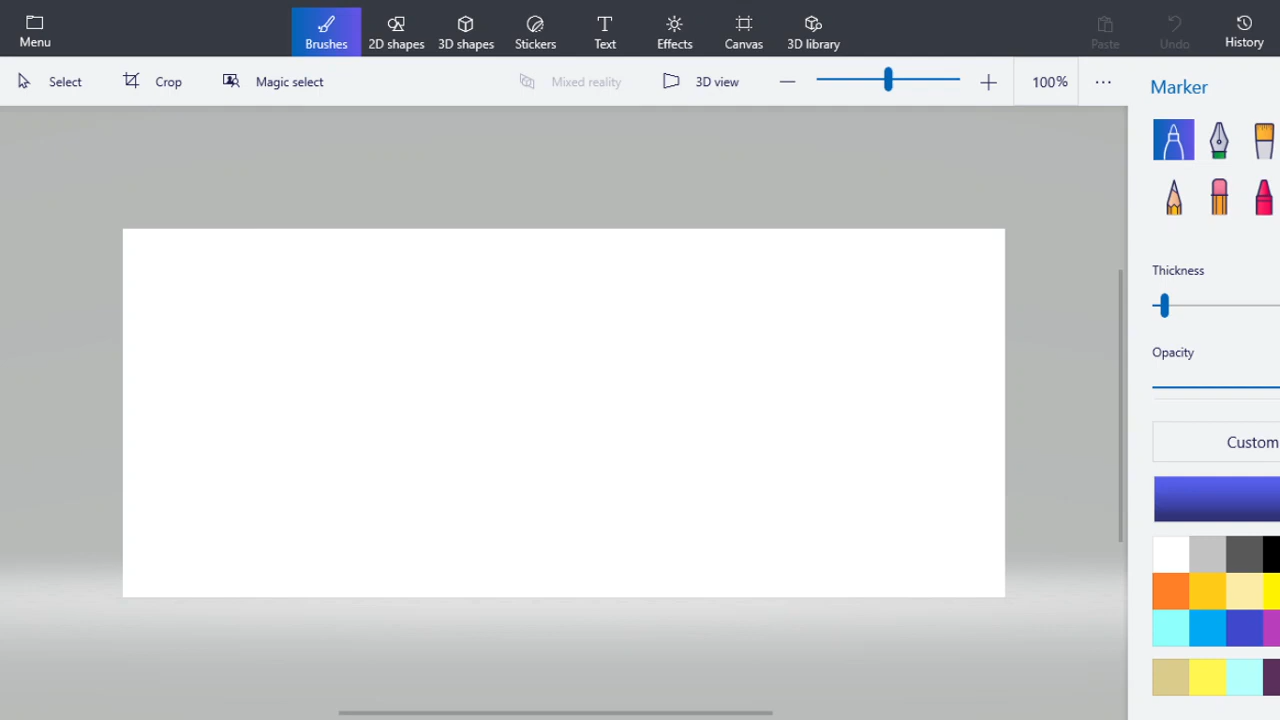 Menu
Brushes
2D shapes
3D shapes
Stickers
Text
Effects
Canvas
3D library
Paste
Undo
History
Select
Crop
Magic select
Mixed reality
3D view
100%
Marker
Thickness
Opacity
Custom